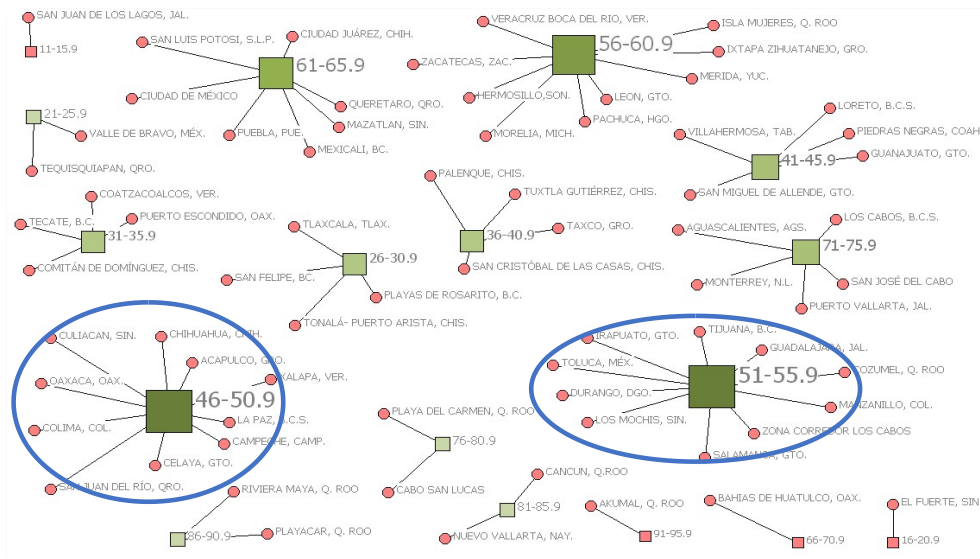 SAN JUAN DE LOS LAGOS, JAL.
11-15.9
SAN LUIS POTOSI, S.L.P.
CIUDAD JUÁREZ, CHIH.
61-65.9
CIUDAD DE MÉXICO
QUERETARO, QRO.
MAZATLAN, SIN.
PUEBLA, PUE.
MEXICALI, BC.
VERACRUZ BOCA DEL RIO, VER.
ISLA MUJERES, Q. ROO
56-60.9
IXTAPA ZIHUATANEJO, GRO.
ZACATECAS, ZAC.
MERIDA, YUC.
HERMOSILLO,SON.
LEON, GTO.
PACHUCA, HGO.
MORELIA, MICH.
21-25.9
VALLE DE BRAVO, MÉX.
TEQUISQUIAPAN, QRO.
LORETO, B.C.S.
VILLAHERMOSA, TAB.
PIEDRAS NEGRAS, COAH
41-45.9
GUANAJUATO, GTO.
SAN MIGUEL DE ALLENDE, GTO.
COATZACOALCOS, VER.
TECATE, B.C.
PUERTO ESCONDIDO, OAX.
31-35.9
COMITÁN DE DOMÍNGUEZ, CHIS.
TLAXCALA, TLAX.
26-30.9
SAN FELIPE, BC.
PLAYAS DE ROSARITO, B.C.
TONALÁ- PUERTO ARISTA, CHIS.
PALENQUE, CHIS.
TUXTLA GUTIÉRREZ, CHIS.
36-40.9
TAXCO, GRO.
SAN CRISTÓBAL DE LAS CASAS, CHIS.
LOS CABOS, B.C.S.
AGUASCALIENTES, AGS.
71-75.9
MONTERREY, N.L.
SAN JOSÉ DEL CABO
PUERTO VALLARTA, JAL.
CULIACAN, SIN.
CHIHUAHUA, CHIH.
ACAPULCO, GRO.
OAXACA, OAX.
XALAPA, VER.
46-50.9
COLIMA, COL.
LA PAZ, B.C.S.
CAMPECHE, CAMP.
CELAYA, GTO.
SAN JUAN DEL RÍO, QRO.
IRAPUATO, GTO.
TIJUANA, B.C.
GUADALAJARA, JAL.
TOLUCA, MÉX.
51-55.9
COZUMEL, Q. ROO
DURANGO, DGO.
MANZANILLO, COL.
LOS MOCHIS, SIN.
ZONA CORREDOR LOS CABOS
SALAMANCA, GTO.
PLAYA DEL CARMEN, Q. ROO
76-80.9
CABO SAN LUCAS
RIVIERA MAYA, Q. ROO
86-90.9
PLAYACAR, Q. ROO
CANCUN, Q.ROO
81-85.9
NUEVO VALLARTA, NAY.
AKUMAL, Q. ROO
91-95.9
BAHIAS DE HUATULCO, OAX.
66-70.9
EL FUERTE, SIN
16-20.9